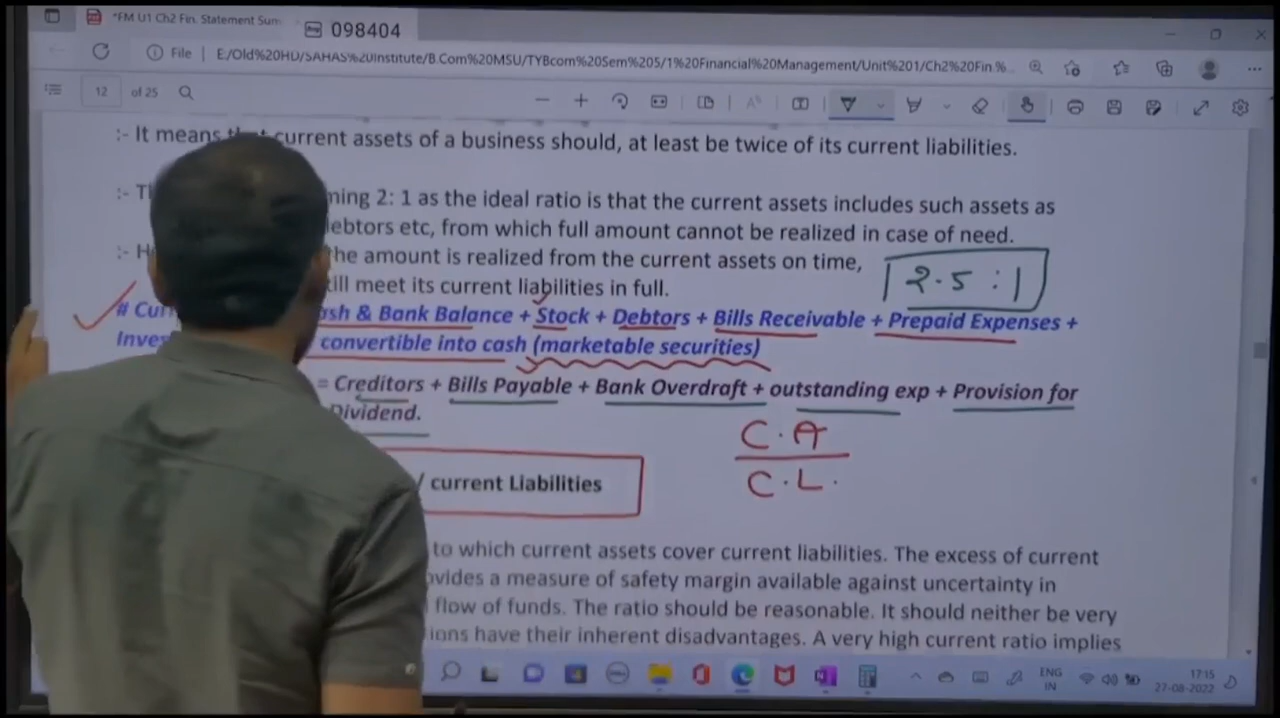 *FM U1 Ch2 Fin. Statement Sum
098404
File | E:/Old%20HD/SAHAS%20Institute/B.Com%20MSU/TYBcom%20Sem%205/1%20Financial%20Management/Unit%201/Ch2%20Fin.%...
12 of 25
:- It means that current assets of a business should, at least be twice of its current liabilities.
:- Th ming 2: 1 as the ideal ratio is that the current assets includes such assets as
debtors etc, from which full amount cannot be realized in case of need.
:- H he amount is realized from the current assets on time,
till meet its current liabilities in full.
2.5 : 1
# Cur ash & Bank Balance + Stock + Debtors + Bills Receivable + Prepaid Expenses +
Inves convertible into cash (marketable securities)
= Creditors + Bills Payable + Bank Overdraft + outstanding exp + Provision for
Dividend.
C.A
C.L.
/ current Liabilities
to which current assets cover current liabilities. The excess of current
ovides a measure of safety margin available against uncertainty in
flow of funds. The ratio should be reasonable. It should neither be very
tions have their inherent disadvantages. A very high current ratio implies
ENG
IN
17:15
27-08-2022